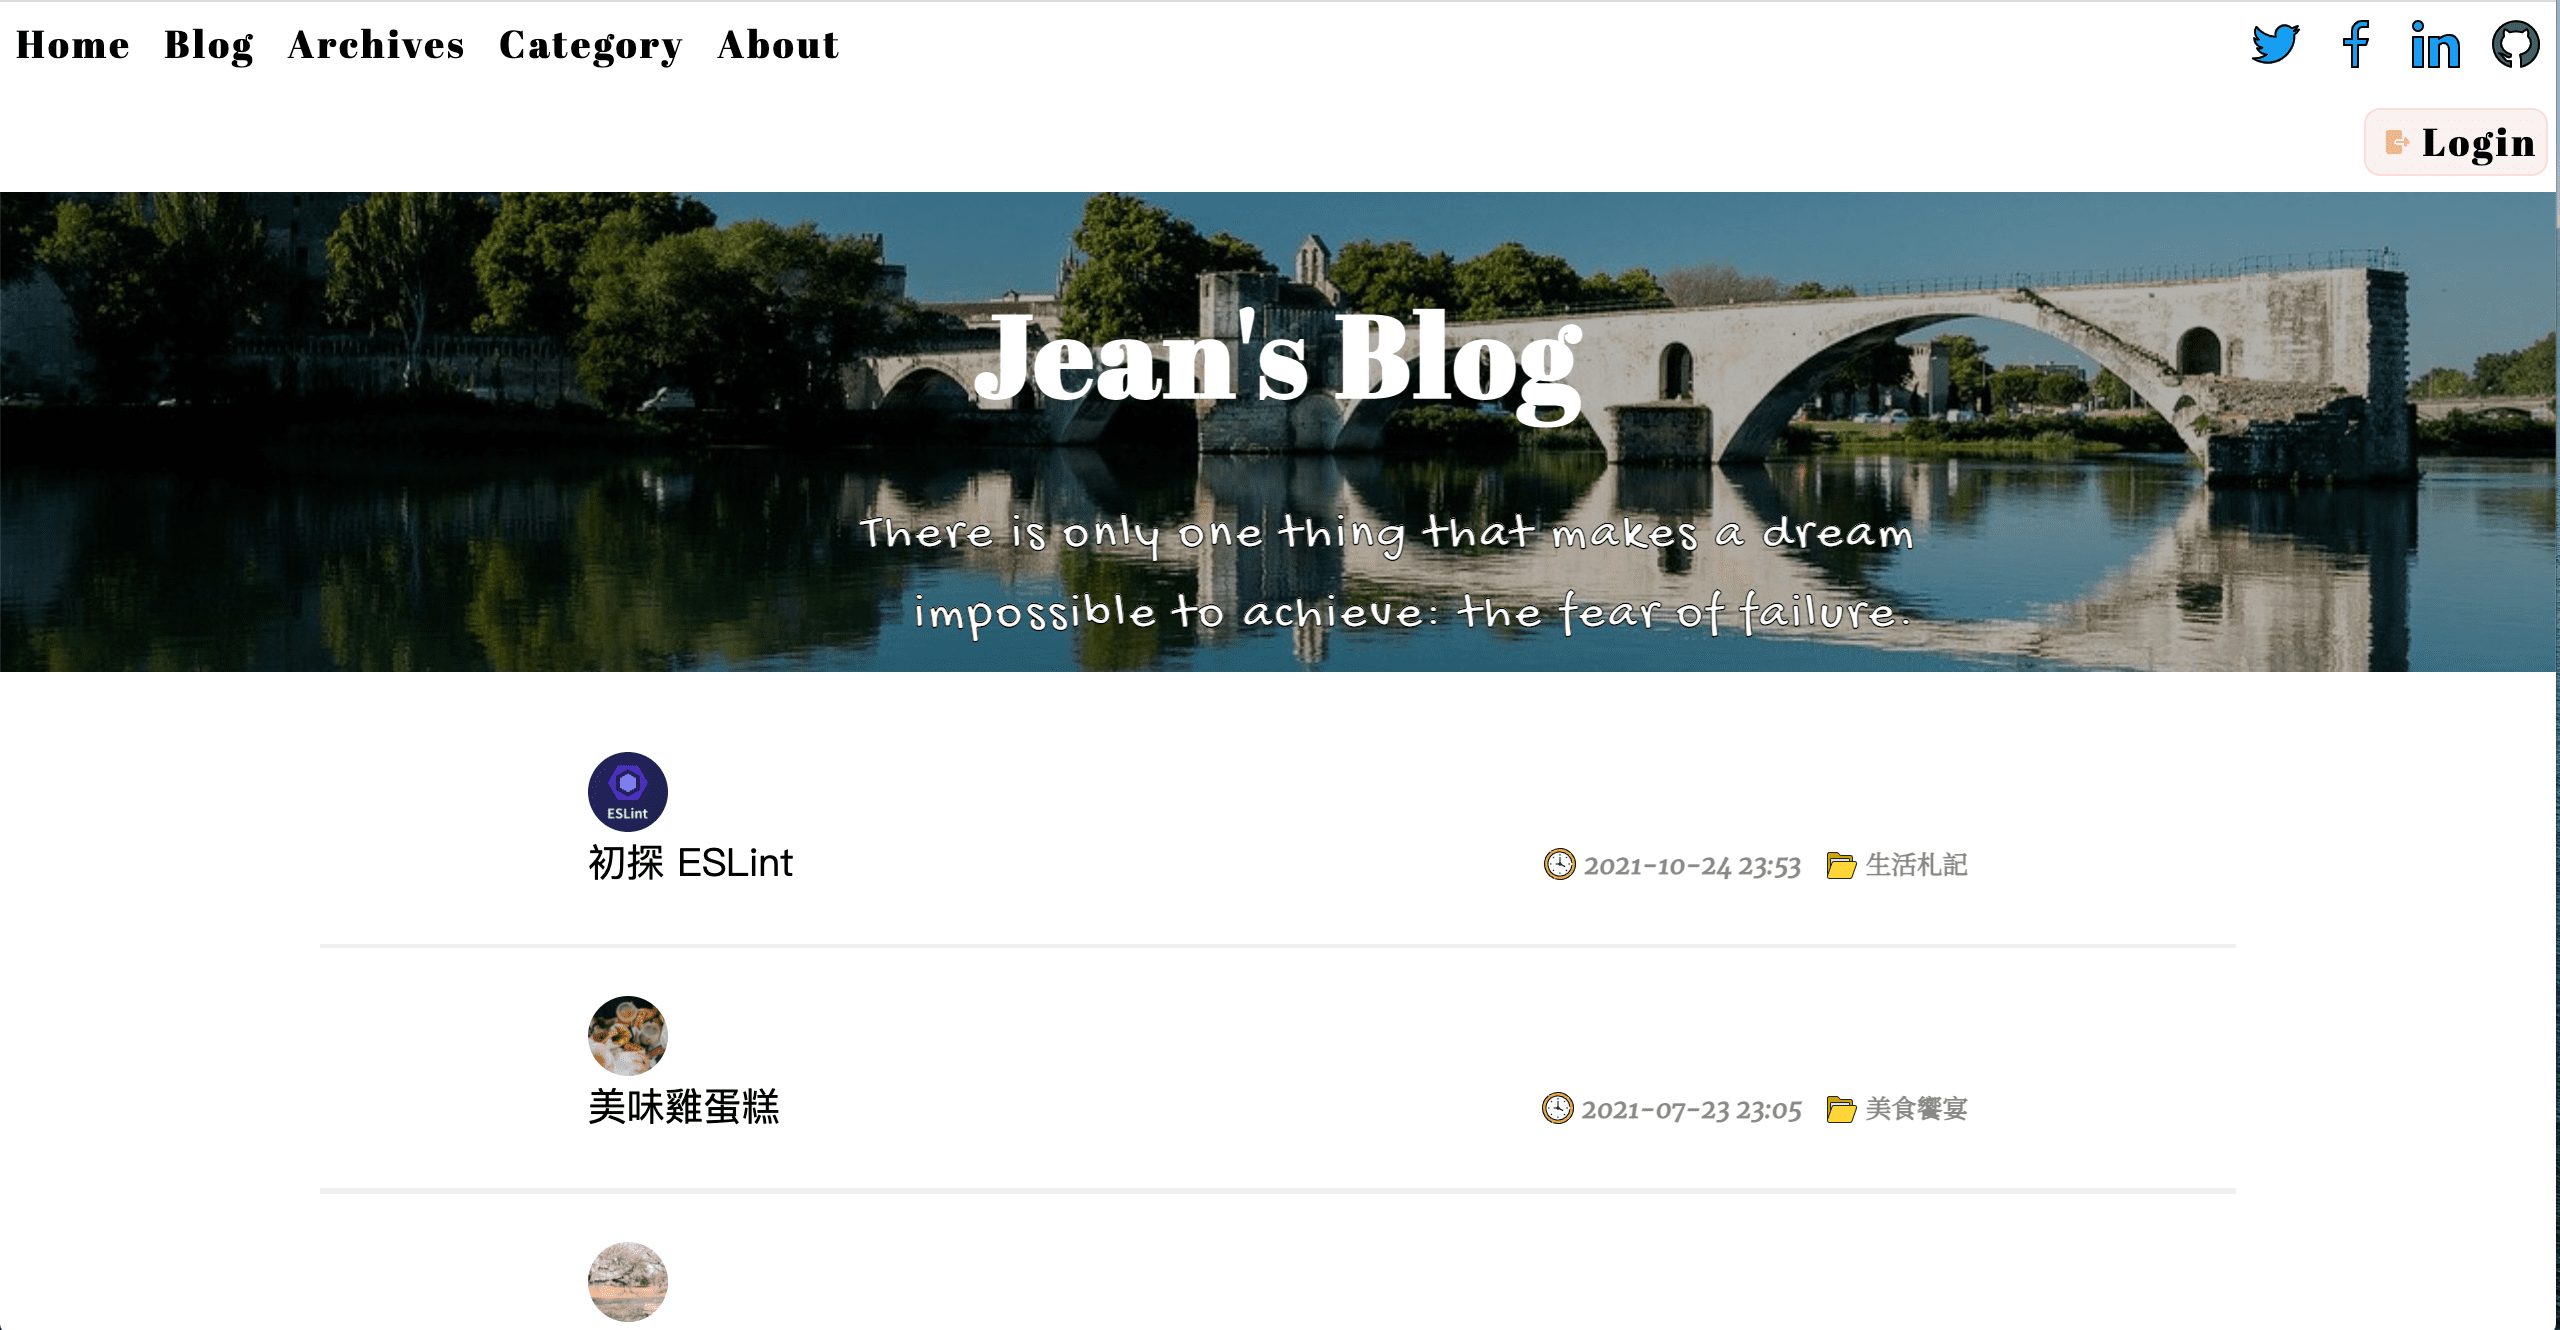 Home Blog Archives Category About
Login
Jean's Blog
There is only one thing that makes a dream
impossible to achieve: the fear of failure.
ESLint
初探 ESLint
2021-10-24 23:53 生活札記
美味雞蛋糕
2021-07-23 23:05 美食饗宴